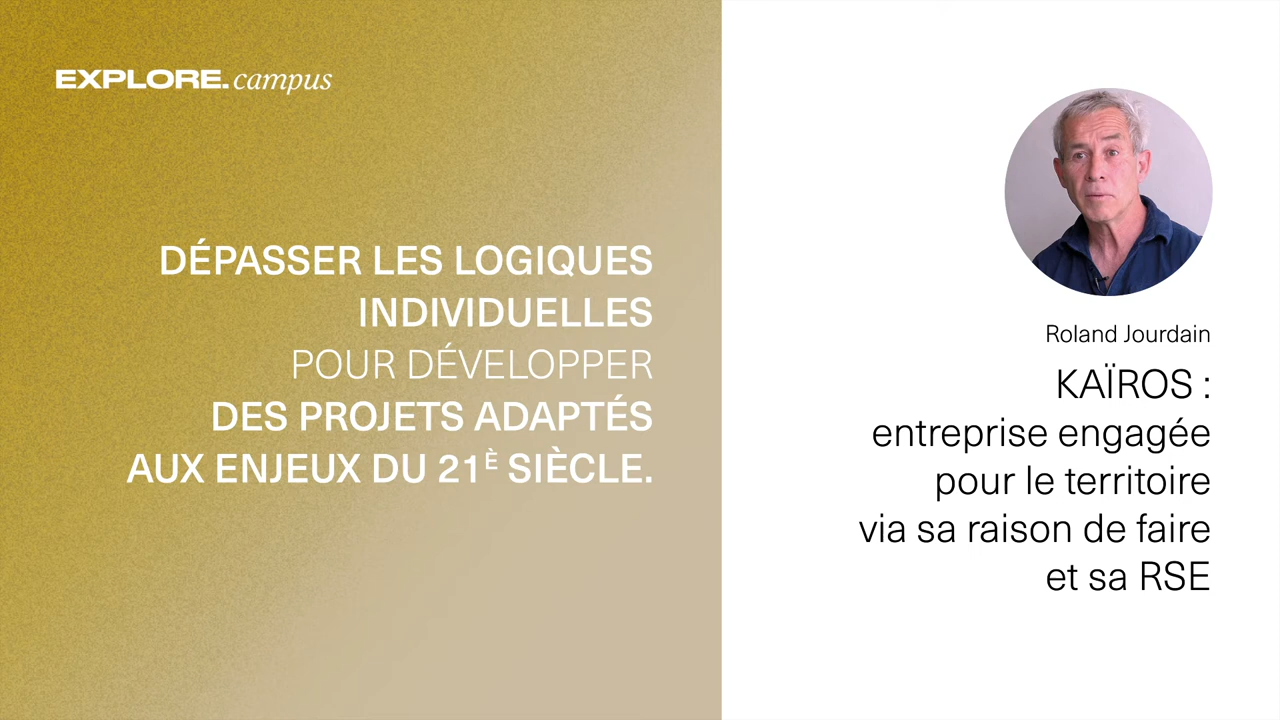 EXPLORE.campus
DÉPASSER LES LOGIQUES
INDIVIDUELLES
POUR DÉVELOPPER
DES PROJETS ADAPTÉS
AUX ENJEUX DU 21È SIÈCLE.
Roland Jourdain
KAÏROS :
entreprise engagée
pour le territoire
via sa raison de faire
et sa RSE